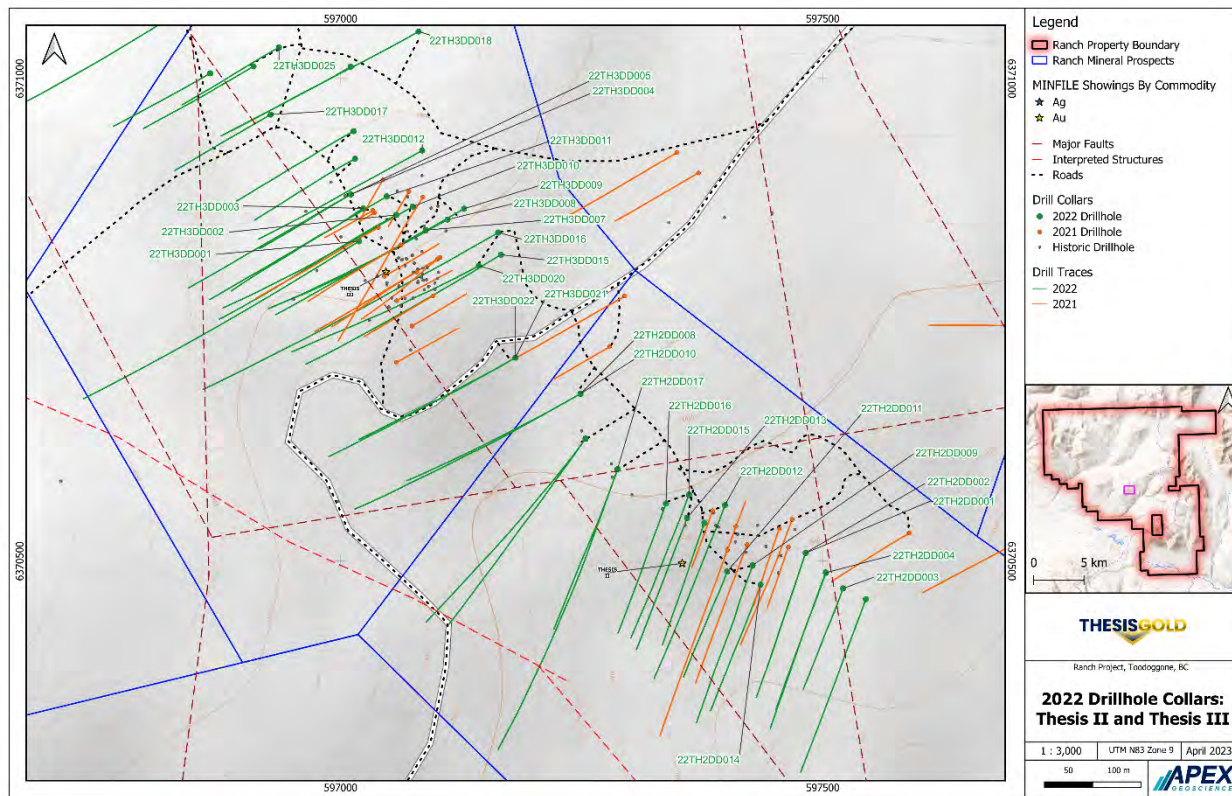 597000
597500
6371000
6371000
6370500
6370500
597000
597500
22TH3DD018
22TH3DD025
22TH3DD005
22TH3DD004
22TH3DD017
22TH3DD012
22TH3DD011
22TH3DD010
22TH3DD009
22TH3DD003
22TH3DD008
22TH3DD002
22TH3DD007
22TH3DD001
22TH3DD016
22TH3DD015
THESIS
III
22TH3DD020
22TH3DD021
22TH3DD022
22TH2DD008
22TH2DD010
22TH2DD017
22TH2DD016
22TH2DD013
22TH2DD011
22TH2DD015
22TH2DD009
22TH2DD012
22TH2DD002
22TH2DD001
22TH2DD004
THESIS
II
22TH2DD003
22TH2DD014
Legend
Ranch Property Boundary
Ranch Mineral Prospects
MINFILE Showings By Commodity
Ag
Au
Major Faults
Interpreted Structures
Roads
Drill Collars
2022 Drillhole
2021 Drillhole
Historic Drillhole
Drill Traces
2022
2021
0 5 km
THESISGOLD
Ranch Project, Toodoggone, BC
2022 Drillhole Collars:
Thesis II and Thesis III
1 : 3,000 UTM N83 Zone 9 April 2023
50 100 m
APEX
GEOSCIENCE